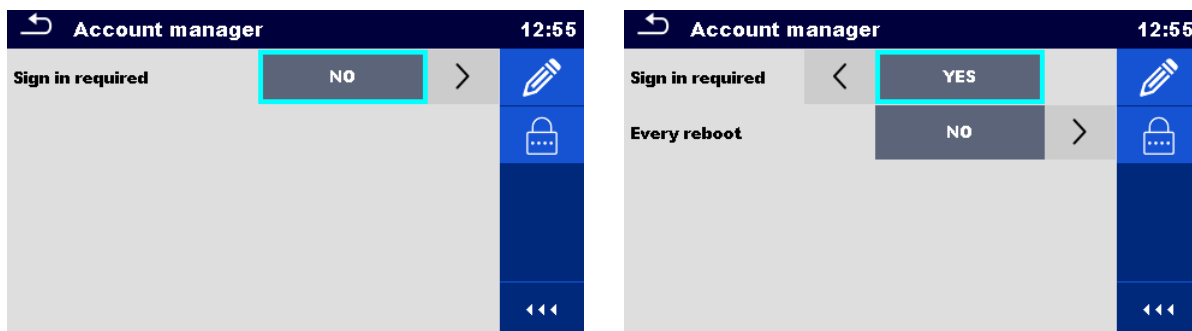 Account manager 12:55
Sign in required NO
Account manager 12:55
Sign in required YES
Every reboot NO